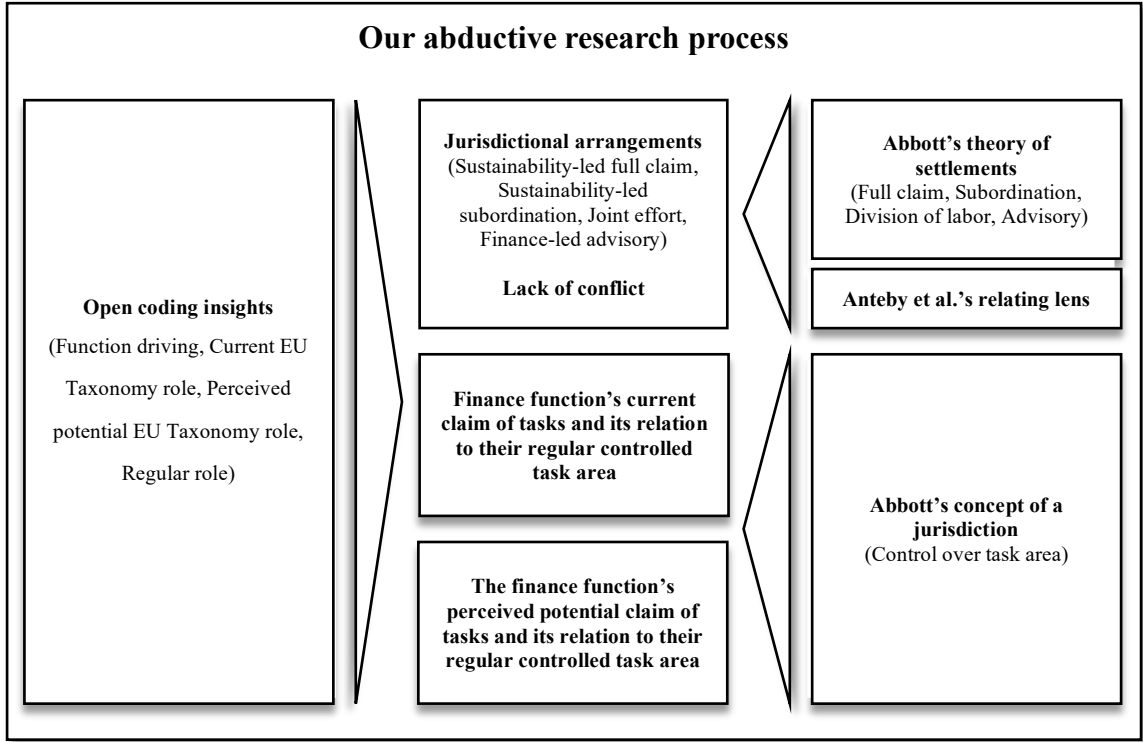 Our abductive research process
Open coding insights
(Function driving, Current EU
Taxonomy role, Perceived
potential EU Taxonomy role,
Regular role)
Jurisdictional arrangements
(Sustainability-led full claim,
Sustainability-led
subordination, Joint effort,
Finance-led advisory)
Lack of conflict
Finance function’s current
claim of tasks and its relation
to their regular controlled
task area
The finance function’s
perceived potential claim of
tasks and its relation to their
regular controlled task area
Abbott’s theory of
settlements
(Full claim, Subordination,
Division of labor, Advisory)
Anteby et al.’s relating lens
Abbott’s concept of a
jurisdiction
(Control over task area)